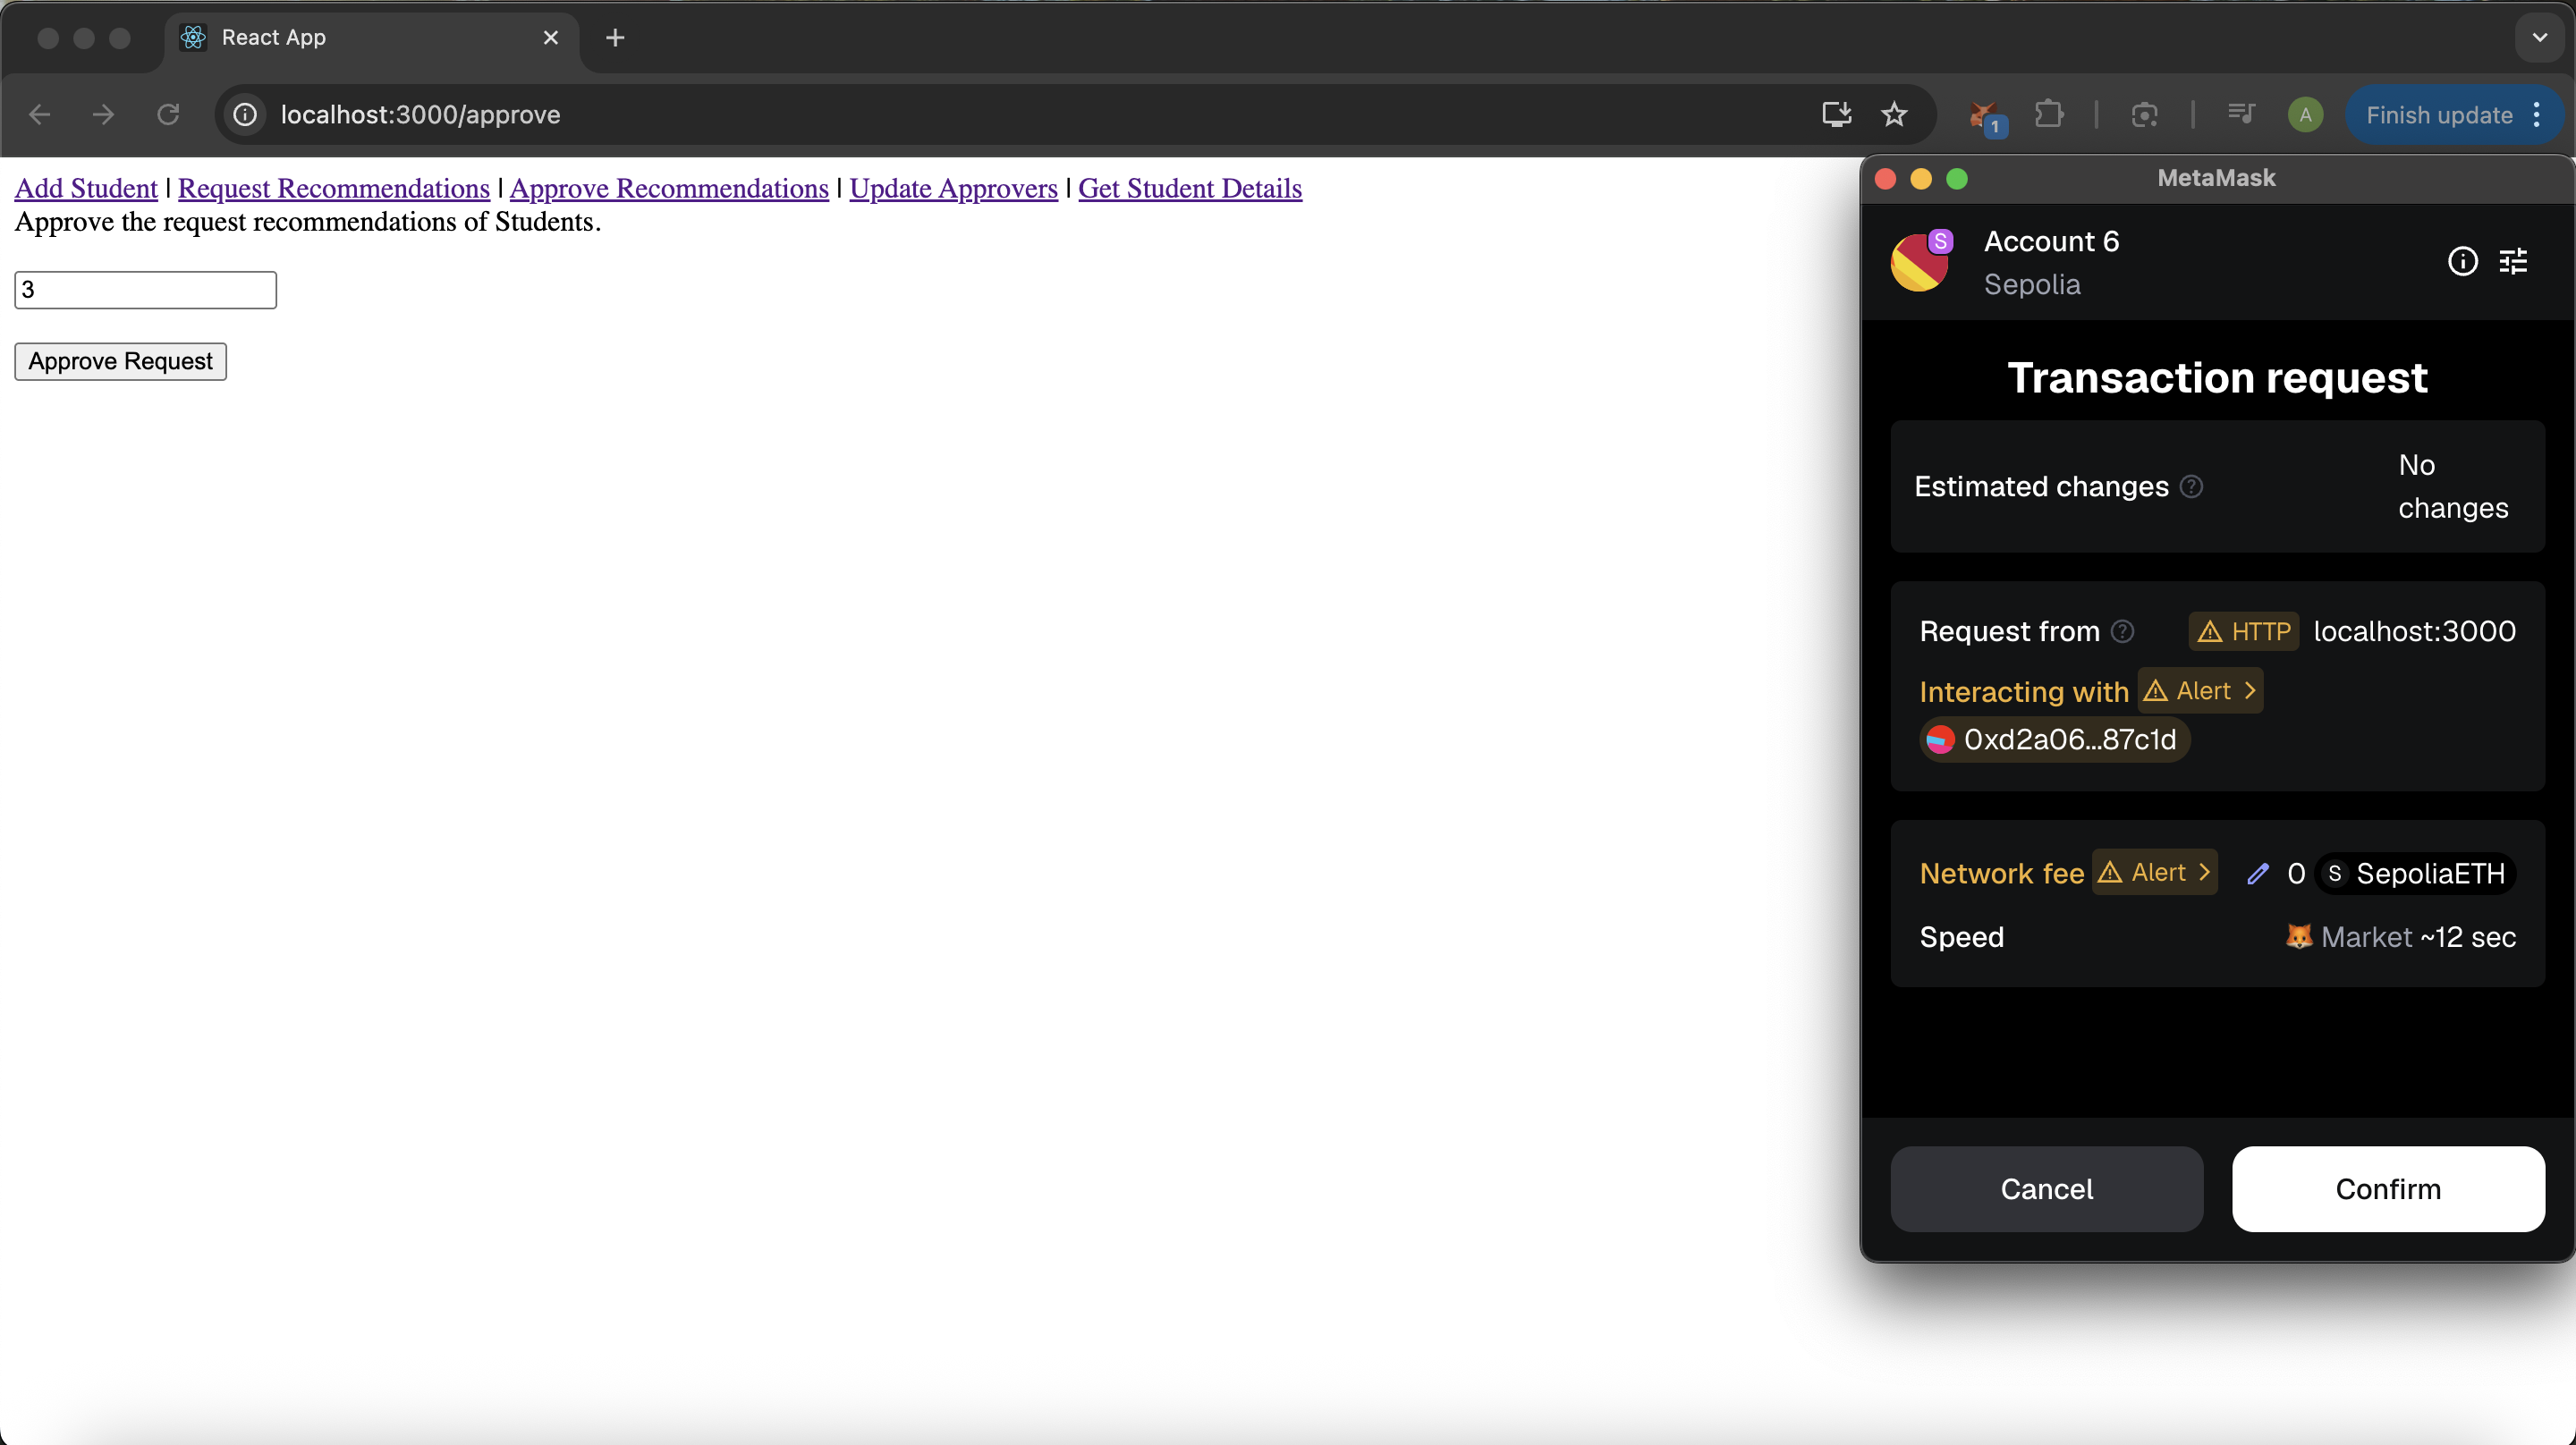 React App
localhost:3000/approve
1
A
Finish update
Add Student | Request Recommendations | Approve Recommendations | Update Approvers | Get Student Details
Approve the request recommendations of Students.
3
Approve Request
MetaMask
S
Account 6
Sepolia
Transaction request
Estimated changes ?
No
changes
Request from ? HTTP localhost:3000
Interacting with Alert >
0xd2a06...87c1d
Network fee Alert > 0 S SepoliaETH
Speed Market ~12 sec
Cancel
Confirm